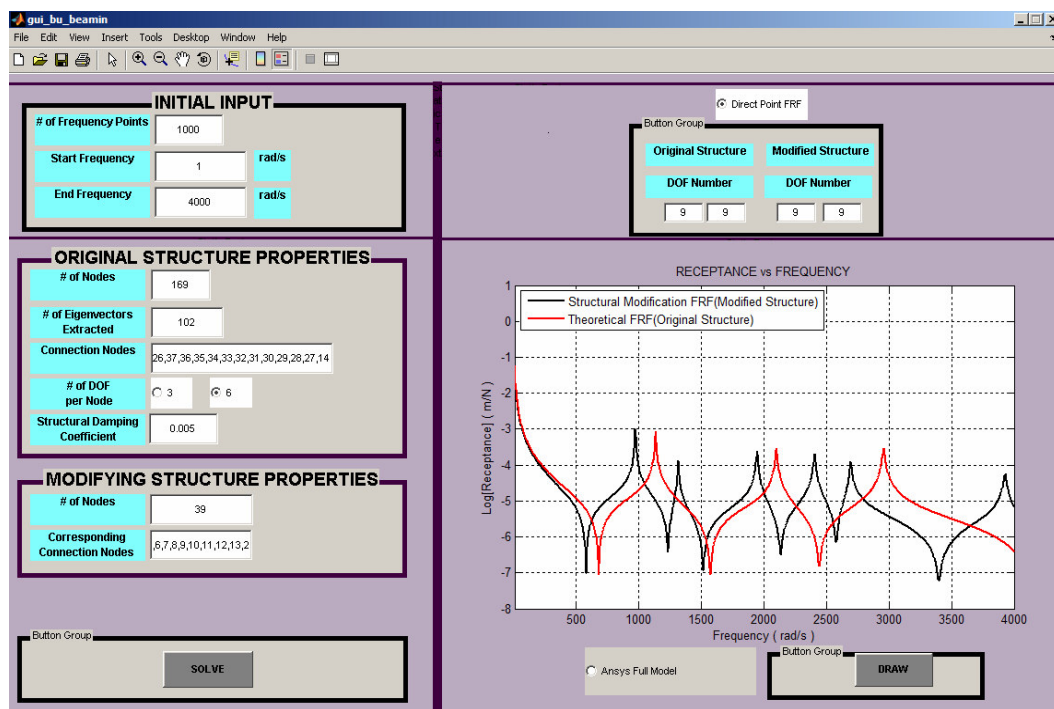 gui_bu_beamin
File Edit View Insert Tools Desktop Window Help
INITIAL INPUT
# of Frequency Points
1000
Start Frequency
1
rad/s
End Frequency
4000
rad/s
ORIGINAL STRUCTURE PROPERTIES
# of Nodes
169
# of Eigenvectors
Extracted
102
Connection Nodes
26,37,36,35,34,33,32,31,30,29,28,27,14
# of DOF
per Node
3
6
Structural Damping
Coefficient
0.005
MODIFYING STRUCTURE PROPERTIES
# of Nodes
39
Corresponding
Connection Nodes
,6,7,8,9,10,11,12,13,2
Button Group
SOLVE
Direct Point FRF
Button Group
Original Structure
Modified Structure
DOF Number
DOF Number
9 9
9 9
RECEPTANCE vs FREQUENCY
Structural Modification FRF(Modified Structure)
Theoretical FRF(Original Structure)
Log[Receptance] ( m/N )
1
0
-1
-2
-3
-4
-5
-6
-7
-8
500 1000 1500 2000 2500 3000 3500 4000
Frequency ( rad/s )
Ansys Full Model
Button Group
DRAW